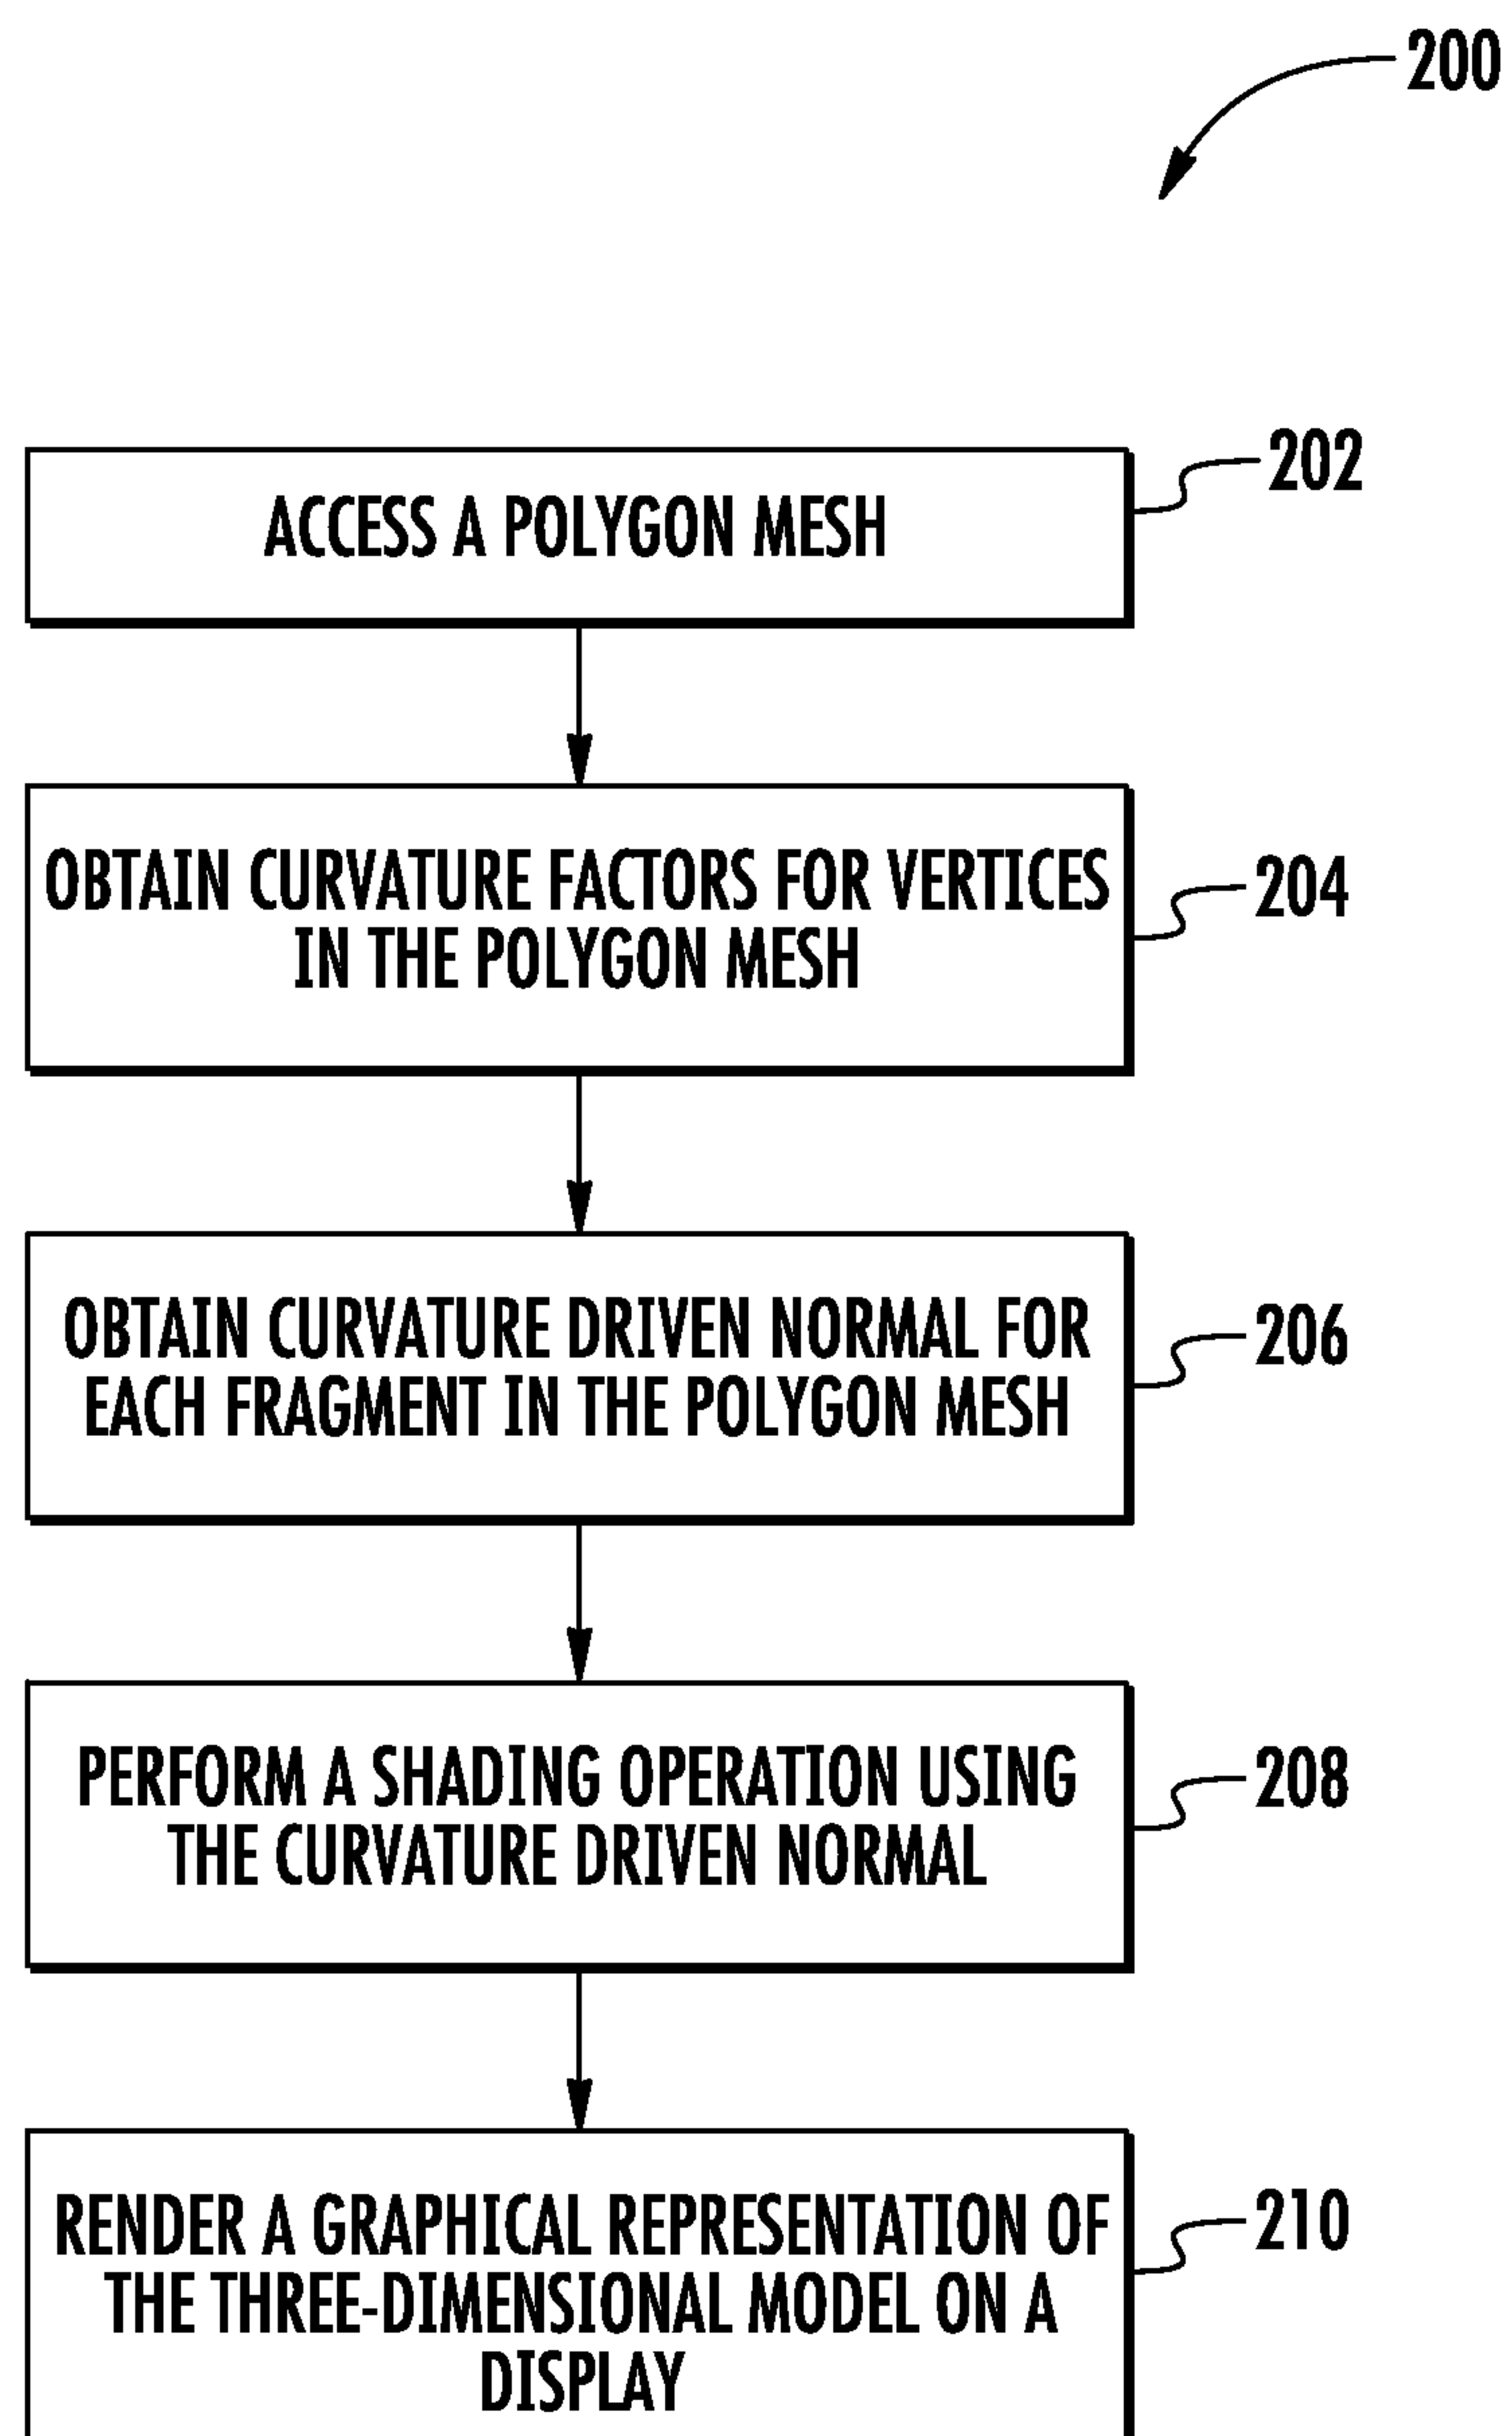 200
ACCESS A POLYGON MESH
202
OBTAIN CURVATURE FACTORS FOR VERTICES
IN THE POLYGON MESH
204
OBTAIN CURVATURE DRIVEN NORMAL FOR
EACH FRAGMENT IN THE POLYGON MESH
206
PERFORM A SHADING OPERATION USING
THE CURVATURE DRIVEN NORMAL
208
RENDER A GRAPHICAL REPRESENTATION OF
THE THREE-DIMENSIONAL MODEL ON A
DISPLAY
210